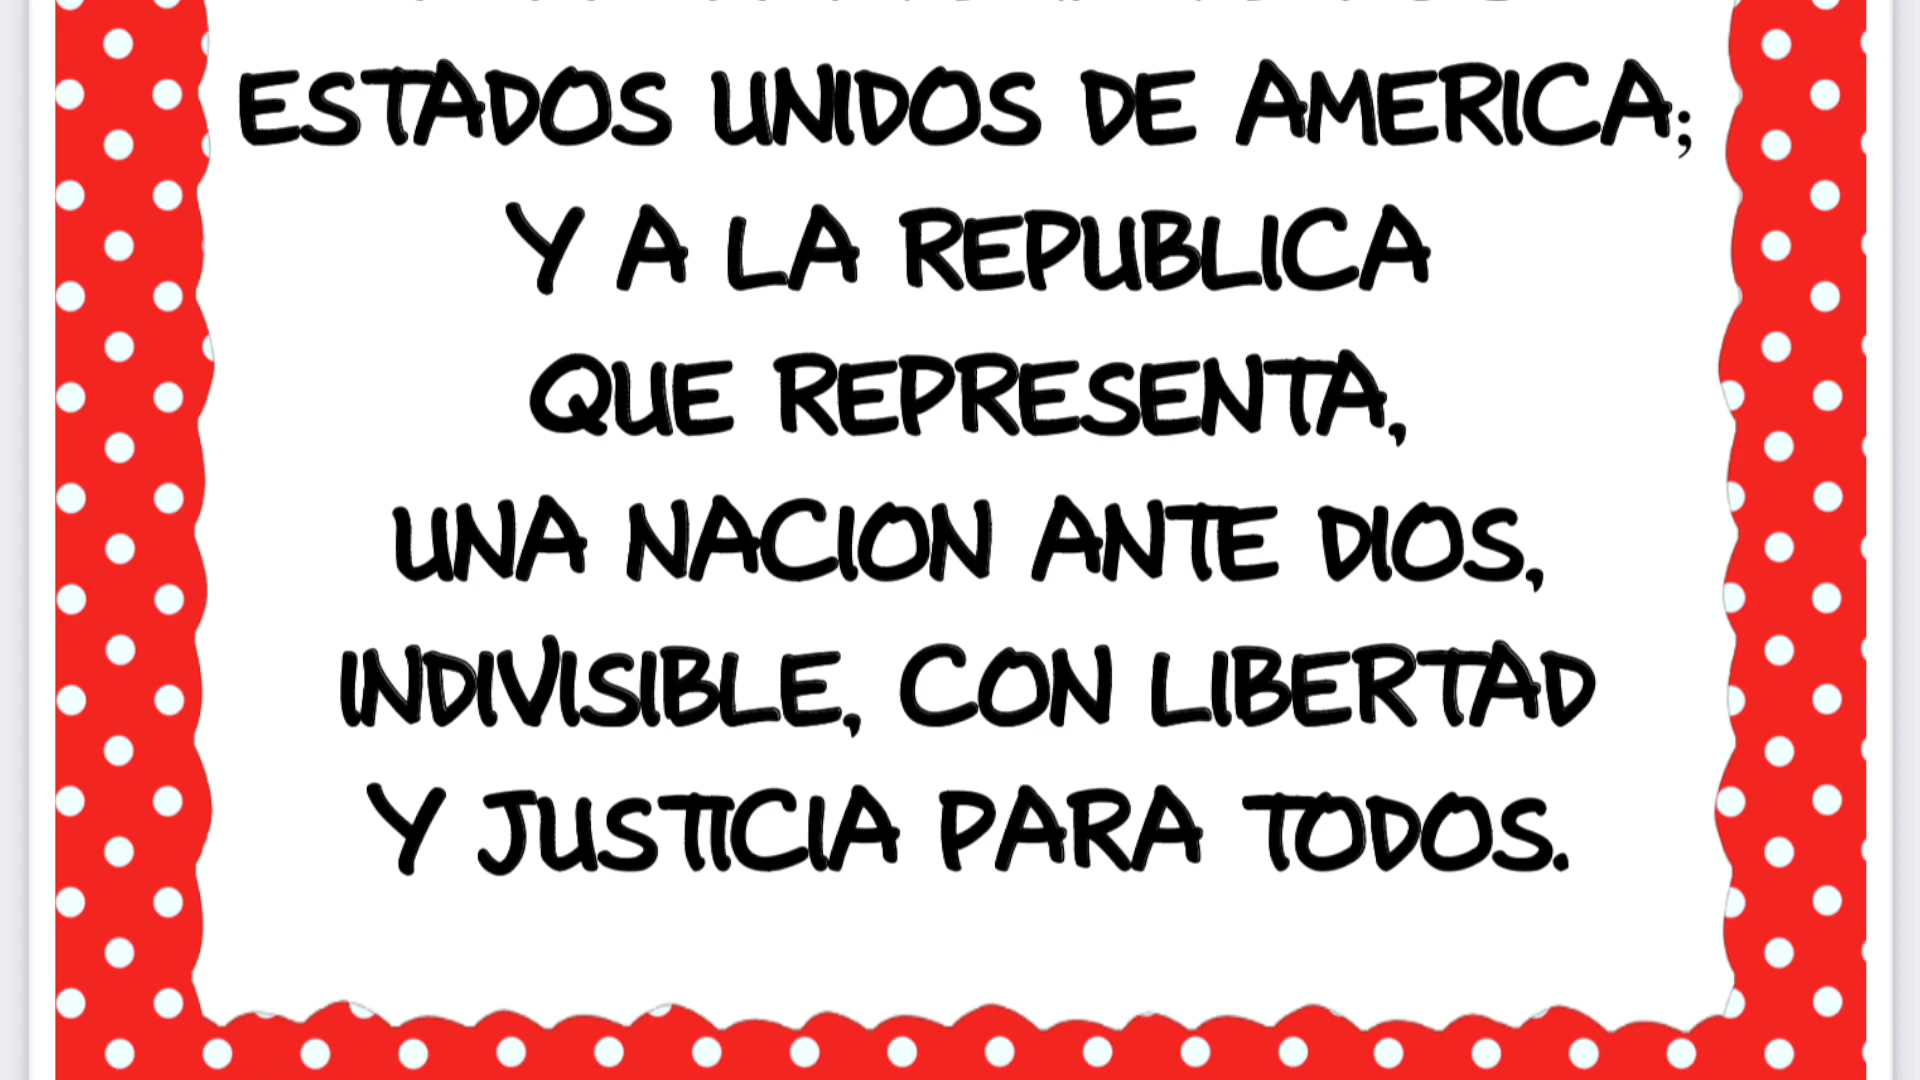 ESTADOS UNIDOS DE AMERICA;
Y A LA REPUBLICA
QUE REPRESENTA,
UNA NACION ANTE DIOS,
INDIVISIBLE, CON LIBERTAD
Y JUSTICIA PARA TODOS.